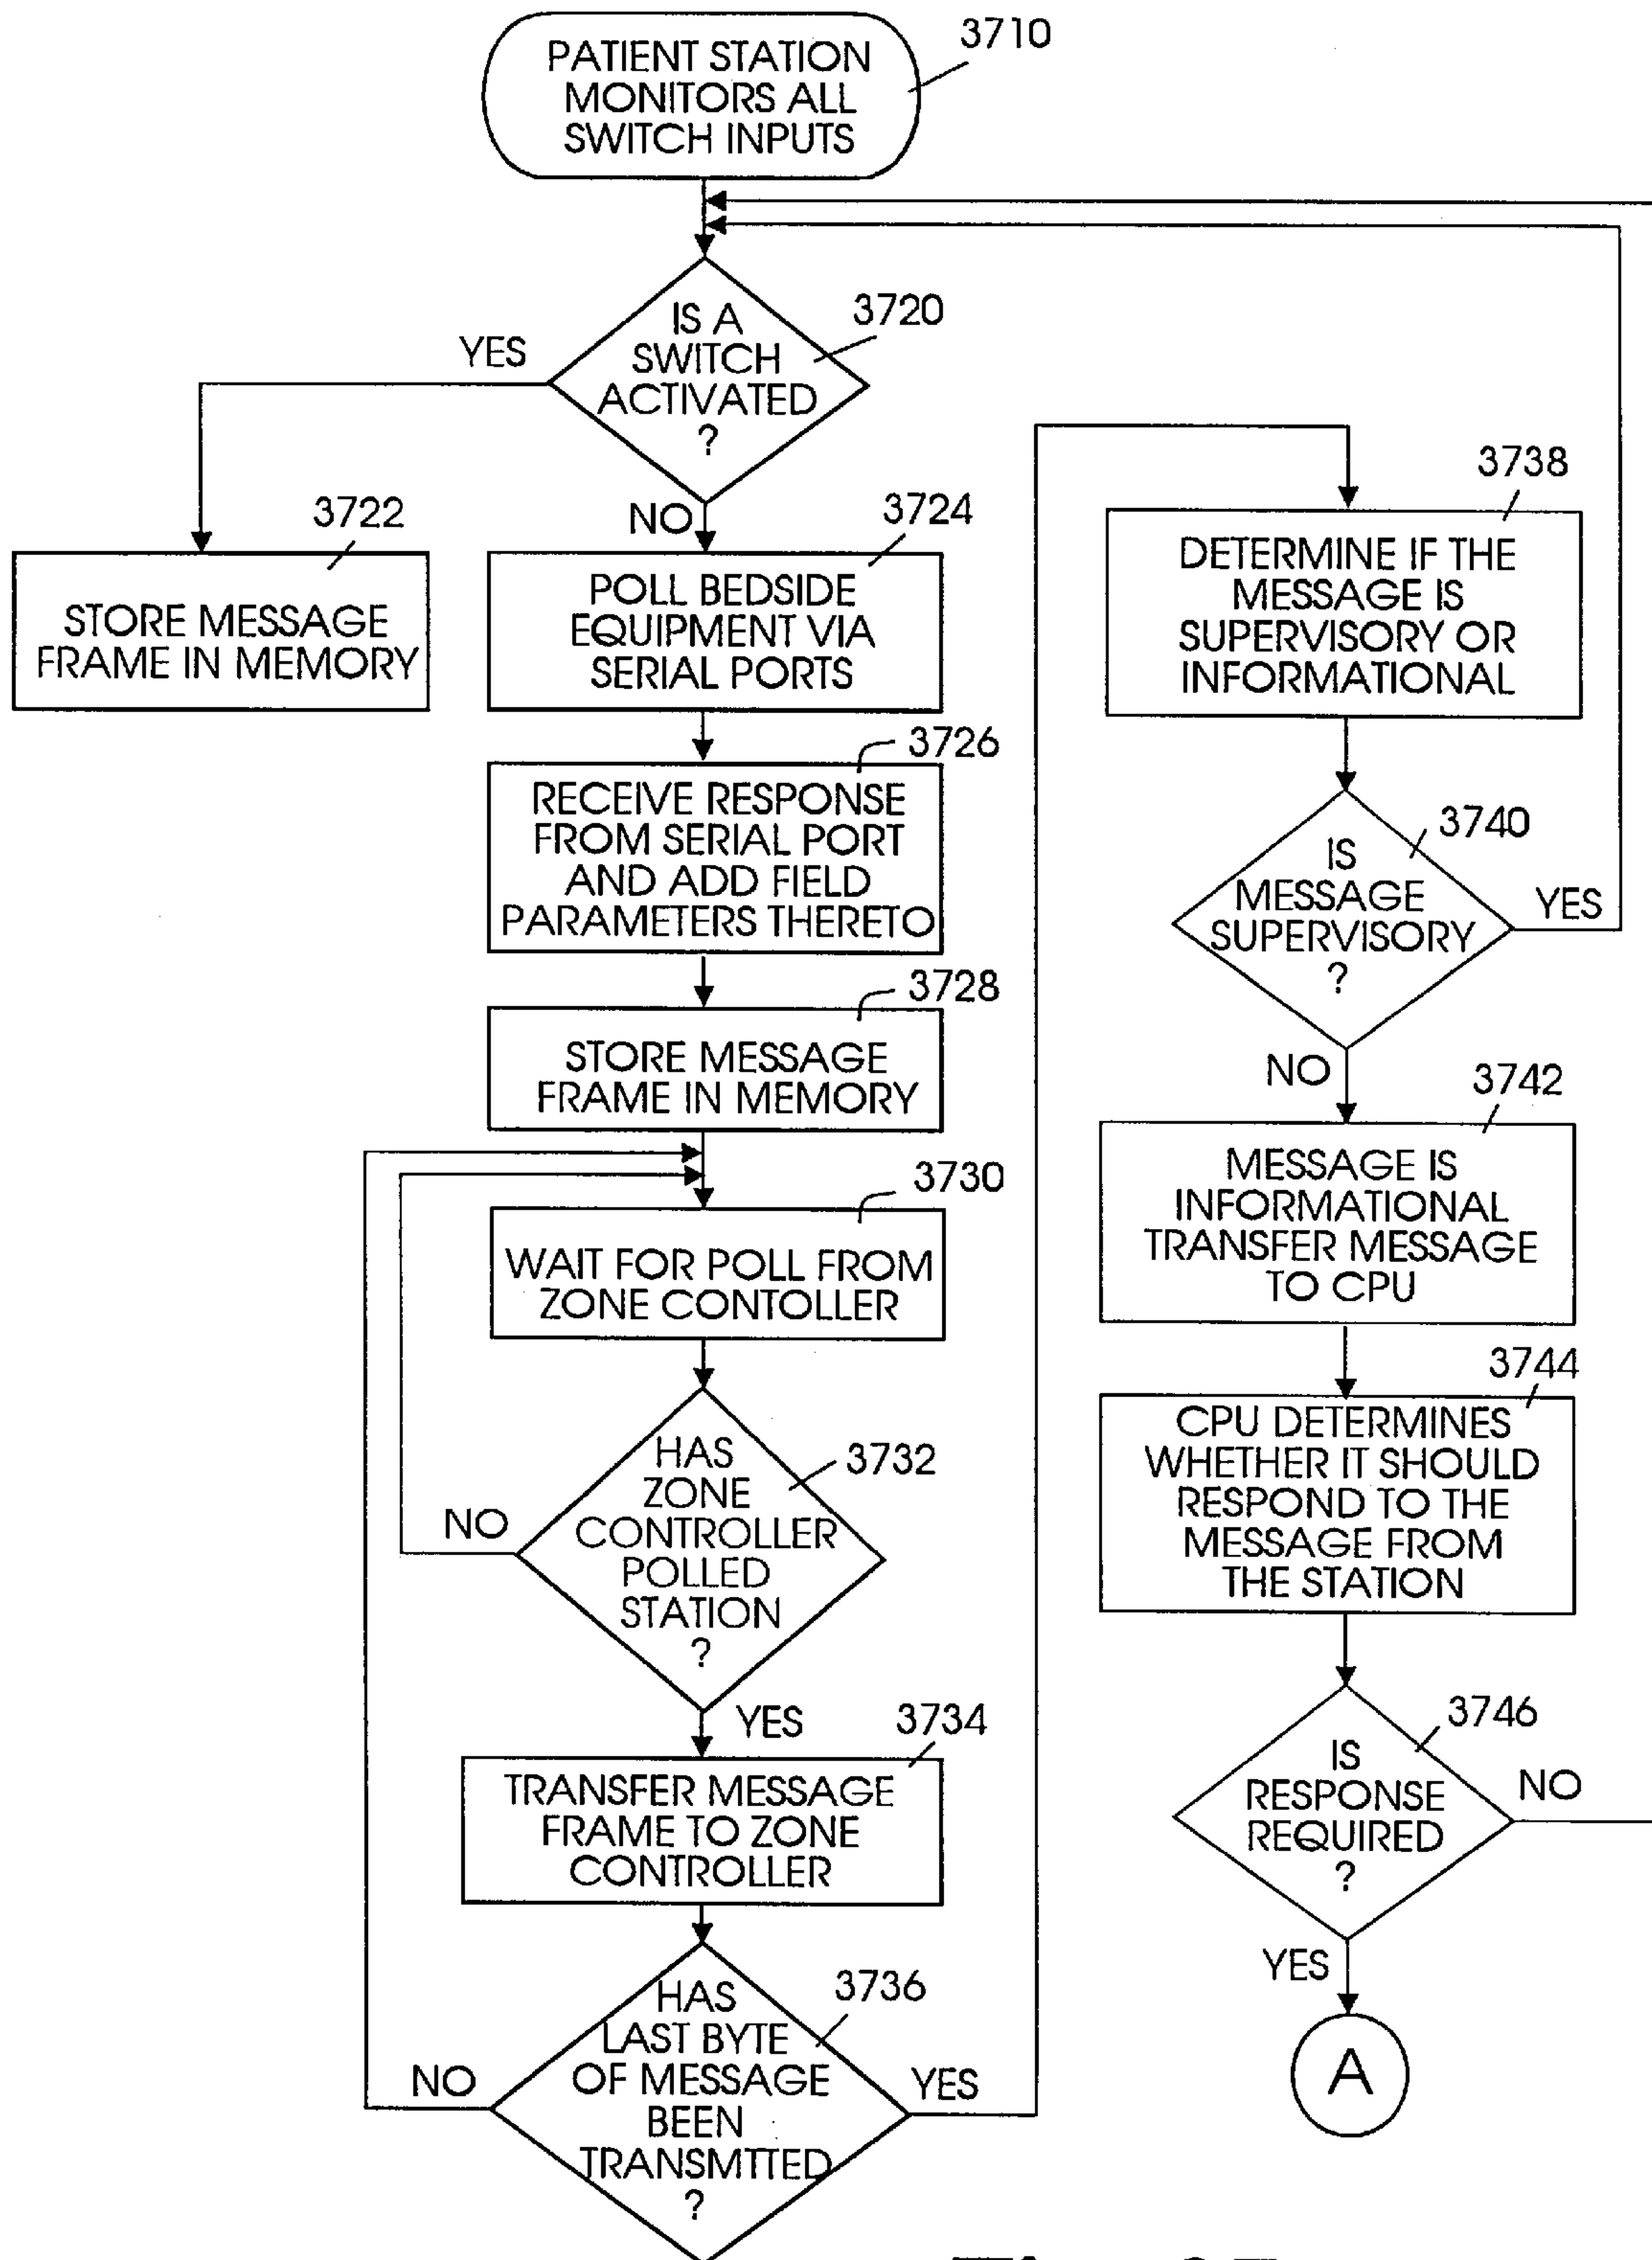 PATIENT STATION
MONITORS ALL
SWITCH INPUTS
3710
IS A
SWITCH
ACTIVATED
?
3720
YES
NO
3722
STORE MESSAGE
FRAME IN MEMORY
3724
POLL BEDSIDE
EQUIPMENT VIA
SERIAL PORTS
3726
RECEIVE RESPONSE
FROM SERIAL PORT
AND ADD FIELD
PARAMETERS THERETO
3728
STORE MESSAGE
FRAME IN MEMORY
3730
WAIT FOR POLL FROM
ZONE CONTOLLER
3732
HAS
ZONE
CONTROLLER
POLLED
STATION
?
NO
YES
3734
TRANSFER MESSAGE
FRAME TO ZONE
CONTROLLER
3736
HAS
LAST BYTE
OF MESSAGE
BEEN
TRANSMTTED
?
NO
YES
3738
DETERMINE IF THE
MESSAGE IS
SUPERVISORY OR
INFORMATIONAL
3740
IS
MESSAGE
SUPERVISORY
?
YES
NO
3742
MESSAGE IS
INFORMATIONAL
TRANSFER MESSAGE
TO CPU
3744
CPU DETERMINES
WHETHER IT SHOULD
RESPOND TO THE
MESSAGE FROM
THE STATION
3746
IS
RESPONSE
REQUIRED
?
NO
YES
A